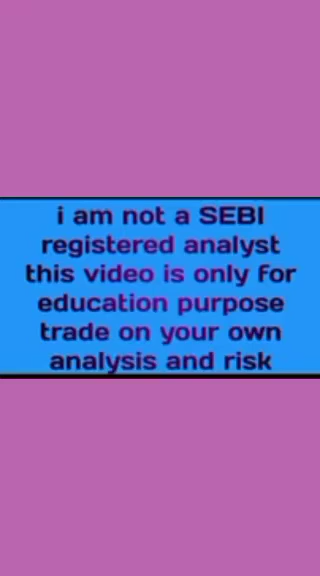 i am not a SEBI
registered analyst
this video is only for
education purpose
trade on your own
analysis and risk